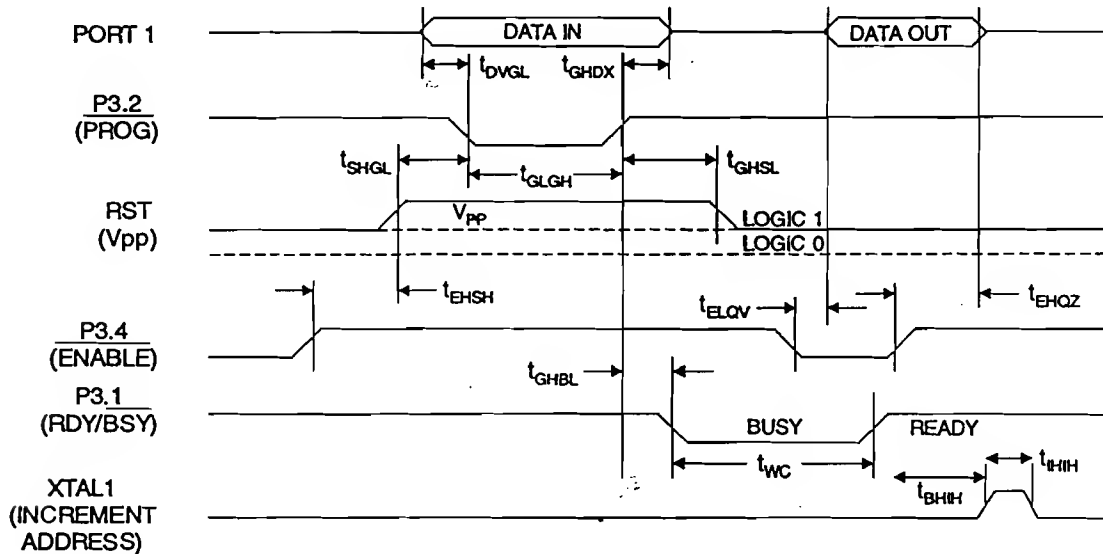 PORT 1
DATA IN
DATA OUT
tDVGL
tGHDX
P3.2
(PROG)
tSHGL
tGLGH
tGHSL
RST
(Vpp)
VPP
LOGIC 1
LOGIC 0
tEHSH
tELQV
tEHQZ
P3.4
(ENABLE)
tGHBL
P3.1
(RDY/BSY)
BUSY
READY
tWC
tBHIH
tIHIH
XTAL1
(INCREMENT
ADDRESS)